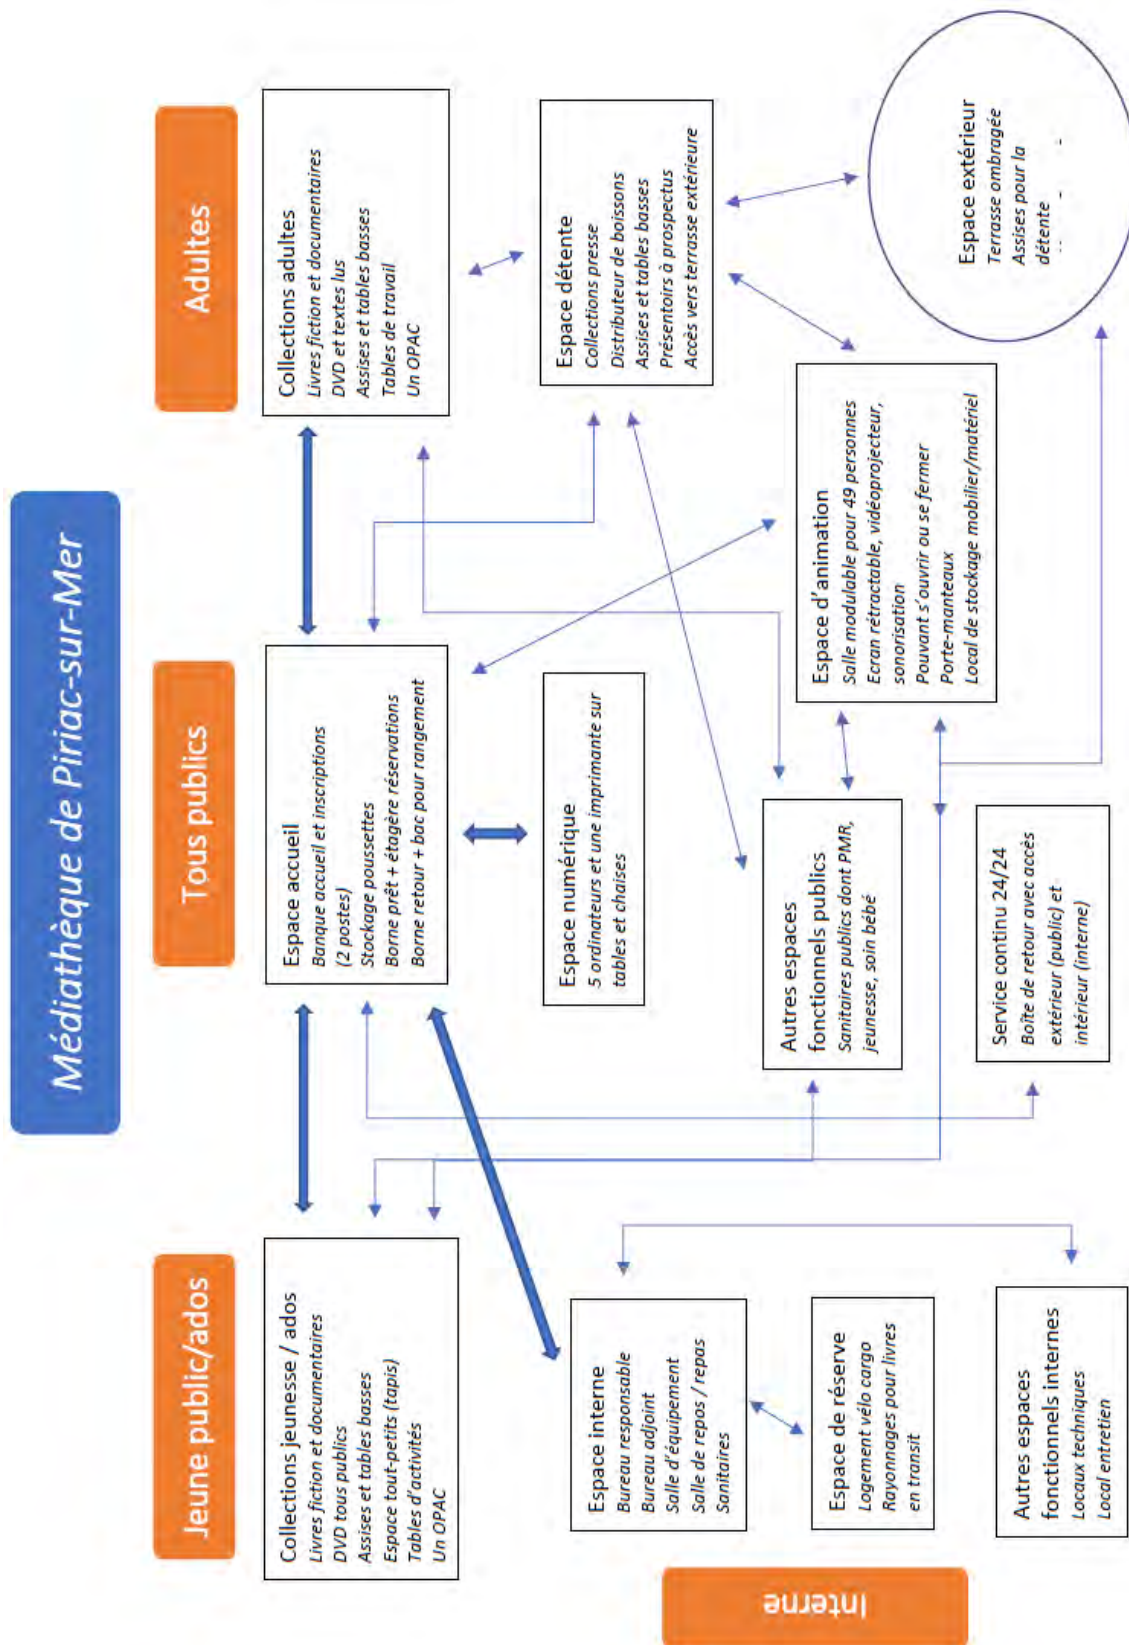 Médiathèque de Piriac-sur-Mer
Jeune public/ados
Tous publics
Adultes
Collections jeunesse / ados
Livres fiction et documentaires
DVD tous publics
Assises et tables basses
Espace tout-petits (tapis)
Tables d'activités
Un OPAC
Espace accueil
Banque accueil et inscriptions
(2 postes)
Stockage poussettes
Borne prêt + étagère réservations
Borne retour + bac pour rangement
Collections adultes
Livres fiction et documentaires
DVD et textes lus
Assises et tables basses
Tables de travail
Un OPAC
Interne
Espace interne
Bureau responsable
Bureau adjoint
Salle d'équipement
Salle de repos / repas
Sanitaires
Espace numérique
5 ordinateurs et une imprimante sur
tables et chaises
Espace détente
Collections presse
Distributeur de boissons
Assises et tables basses
Présentoirs à prospectus
Accès vers terrasse extérieure
Espace de réserve
Logement vélo cargo
Rayonnages pour livres
en transit
Autres espaces
fonctionnels publics
Sanitaires publics dont PMR,
jeunesse, soin bébé
Espace d'animation
Salle modulable pour 49 personnes
Ecran rétractable, vidéoprojecteur,
sonorisation
Pouvant s'ouvrir ou se fermer
Porte-manteaux
Local de stockage mobilier/matériel
Autres espaces
fonctionnels internes
Locaux techniques
Local entretien
Service continu 24/24
Boîte de retour avec accès
extérieur (public) et
intérieur (interne)
Espace extérieur
Terrasse ombragée
Assises pour la
détente